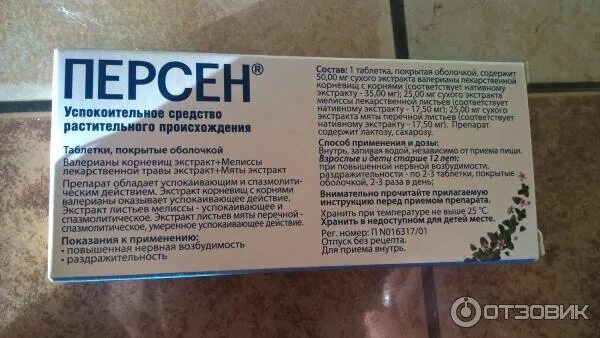 ПЕРСЕН®
Успокоительное средство
растительного происхождения
Таблетки, покрытые оболочкой
Валерианы корневищ экстракт+Мелиссы
лекарственной травы экстракт+Мяты экстракт
Препарат обладает успокаивающим и спазмолити-
ческим действием. Экстракт корневищ с корнями
валерианы оказывает успокаивающее действие.
Экстракт листьев мелиссы - успокаивающее и
спазмолитическое. Экстракт листьев мяты перечной -
спазмолитическое, умеренное успокаивающее действие.
Показания к применению:
• повышенная нервная возбудимость
• раздражительность
Состав: 1 таблетка, покрытая оболочкой, содержит
50,00 мг сухого экстракта валерианы лекарственной
корневищ с корнями (соответствует нативному
экстракту - 35,00 мг); 25,00 мг сухого экстракта
мелиссы лекарственной листьев (соответствует
нативному экстракту - 17,50 мг); 25,00 мг сухого
экстракта мяты перечной листьев (соответствует
нативному экстракту - 17,50 мг). Препарат
содержит лактозу, сахарозу.
Способ применения и дозы:
Внутрь, запивая водой, независимо от приема пищи.
Взрослые и дети старше 12 лет:
при повышенной нервной возбудимости,
раздражительности - по 2-3 таблетки, покрытые
оболочкой, 2-3 раза в день;
Внимательно прочитайте прилагаемую
инструкцию перед приемом препарата.
Хранить при температуре не выше 25 °С.
Хранить в недоступном для детей месте.
Рег. номер: П N016317/01
Отпуск без рецепта.
Для приема внутрь.
ОТЗОВИК